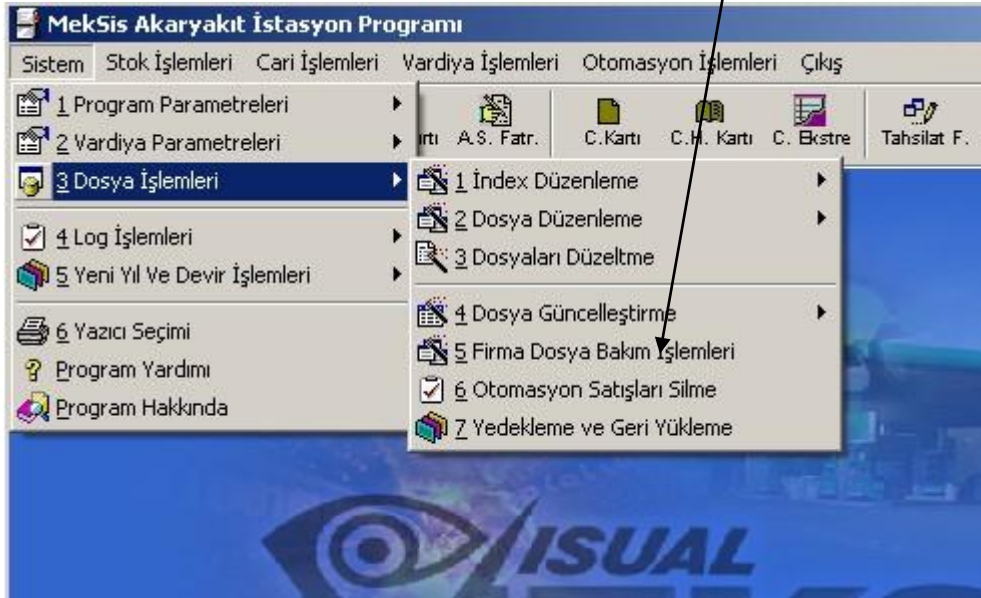 MekSis Akaryakıt İstasyon Programı
Sistem Stok İşlemleri Cari İşlemleri Vardiya İşlemleri Otomasyon İşlemleri Çıkış
A.S. Fatr. C.Kartı C.H. Kartı C. Ekstre Tahsilat F.
1 Program Parametreleri
2 Vardiya Parametreleri
3 Dosya İşlemleri
4 Log İşlemleri
5 Yeni Yıl Ve Devir İşlemleri
6 Yazıcı Seçimi
Program Yardımı
Program Hakkında
1 İndex Düzenleme
2 Dosya Düzenleme
3 Dosyaları Düzeltme
4 Dosya Güncelleştirme
5 Firma Dosya Bakım İşlemleri
6 Otomasyon Satışları Silme
7 Yedekleme ve Geri Yükleme
VISUAL